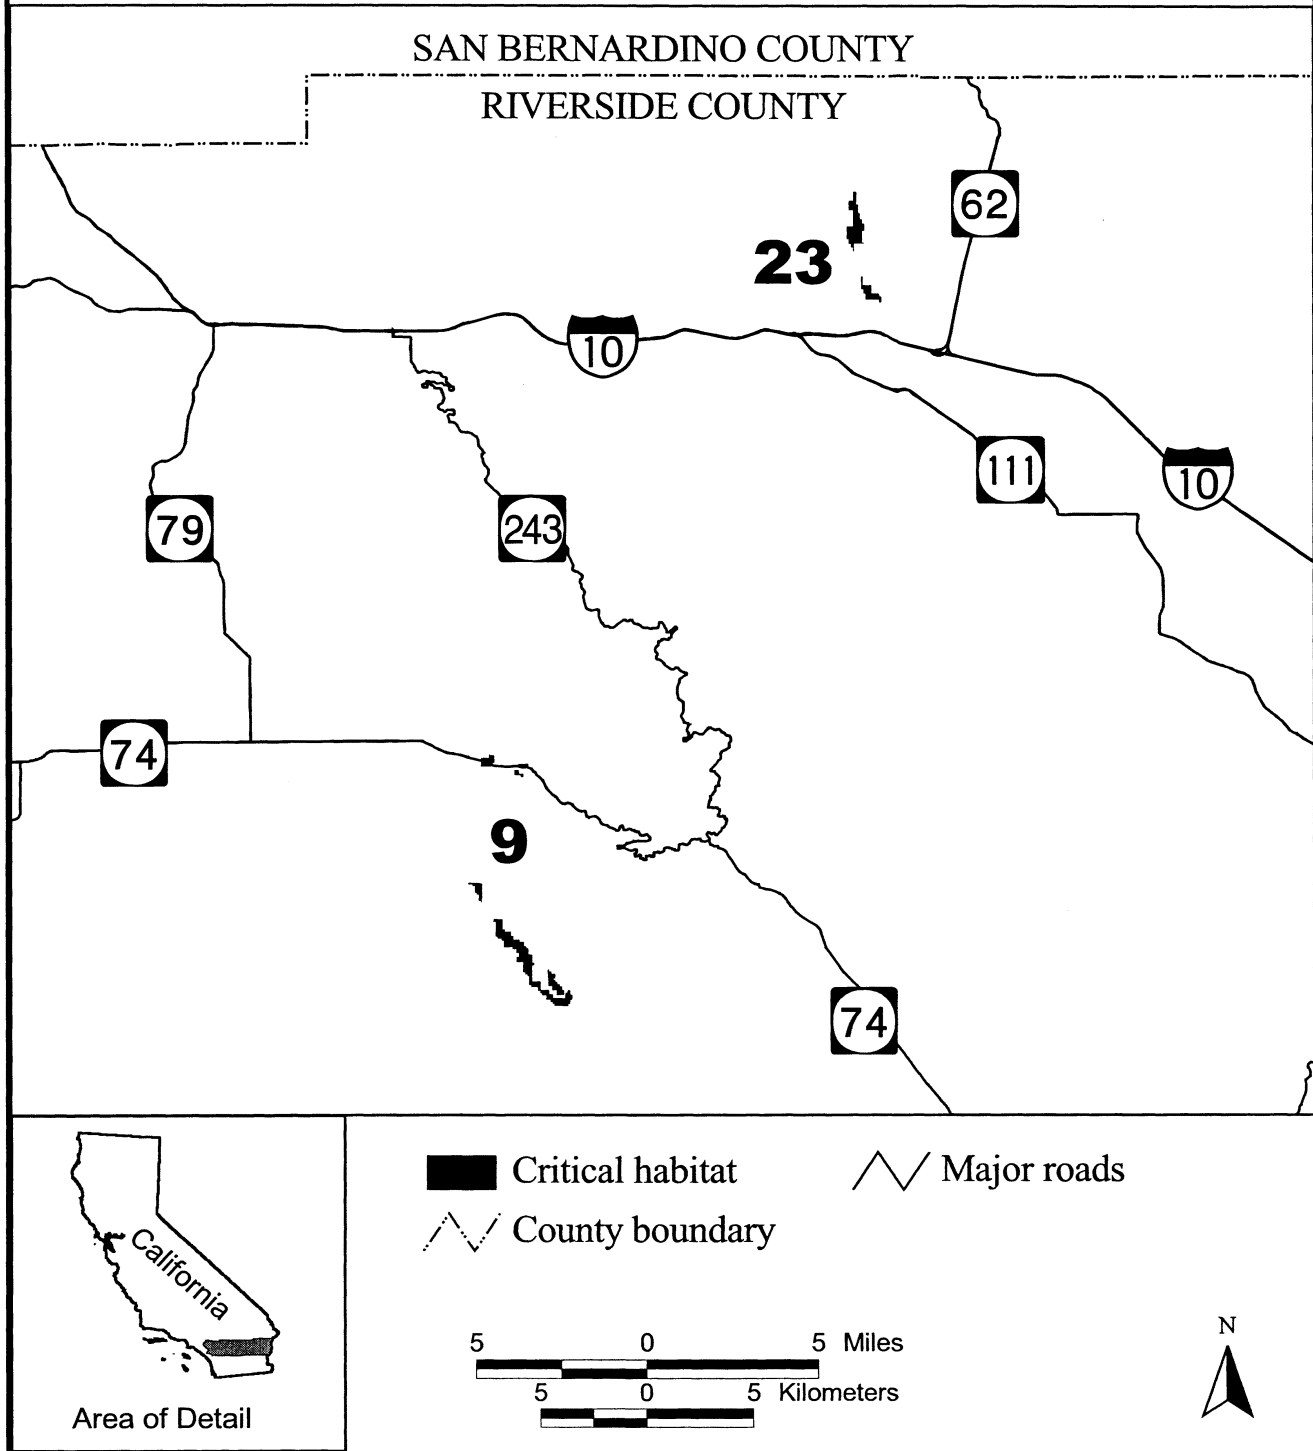 SAN BERNARDINO COUNTY
RIVERSIDE COUNTY
62
23
10
111
10
79
243
74
9
74
California
Area of Detail
Critical habitat
Major roads
County boundary
5 0 5 Miles
5 0 5 Kilometers
N